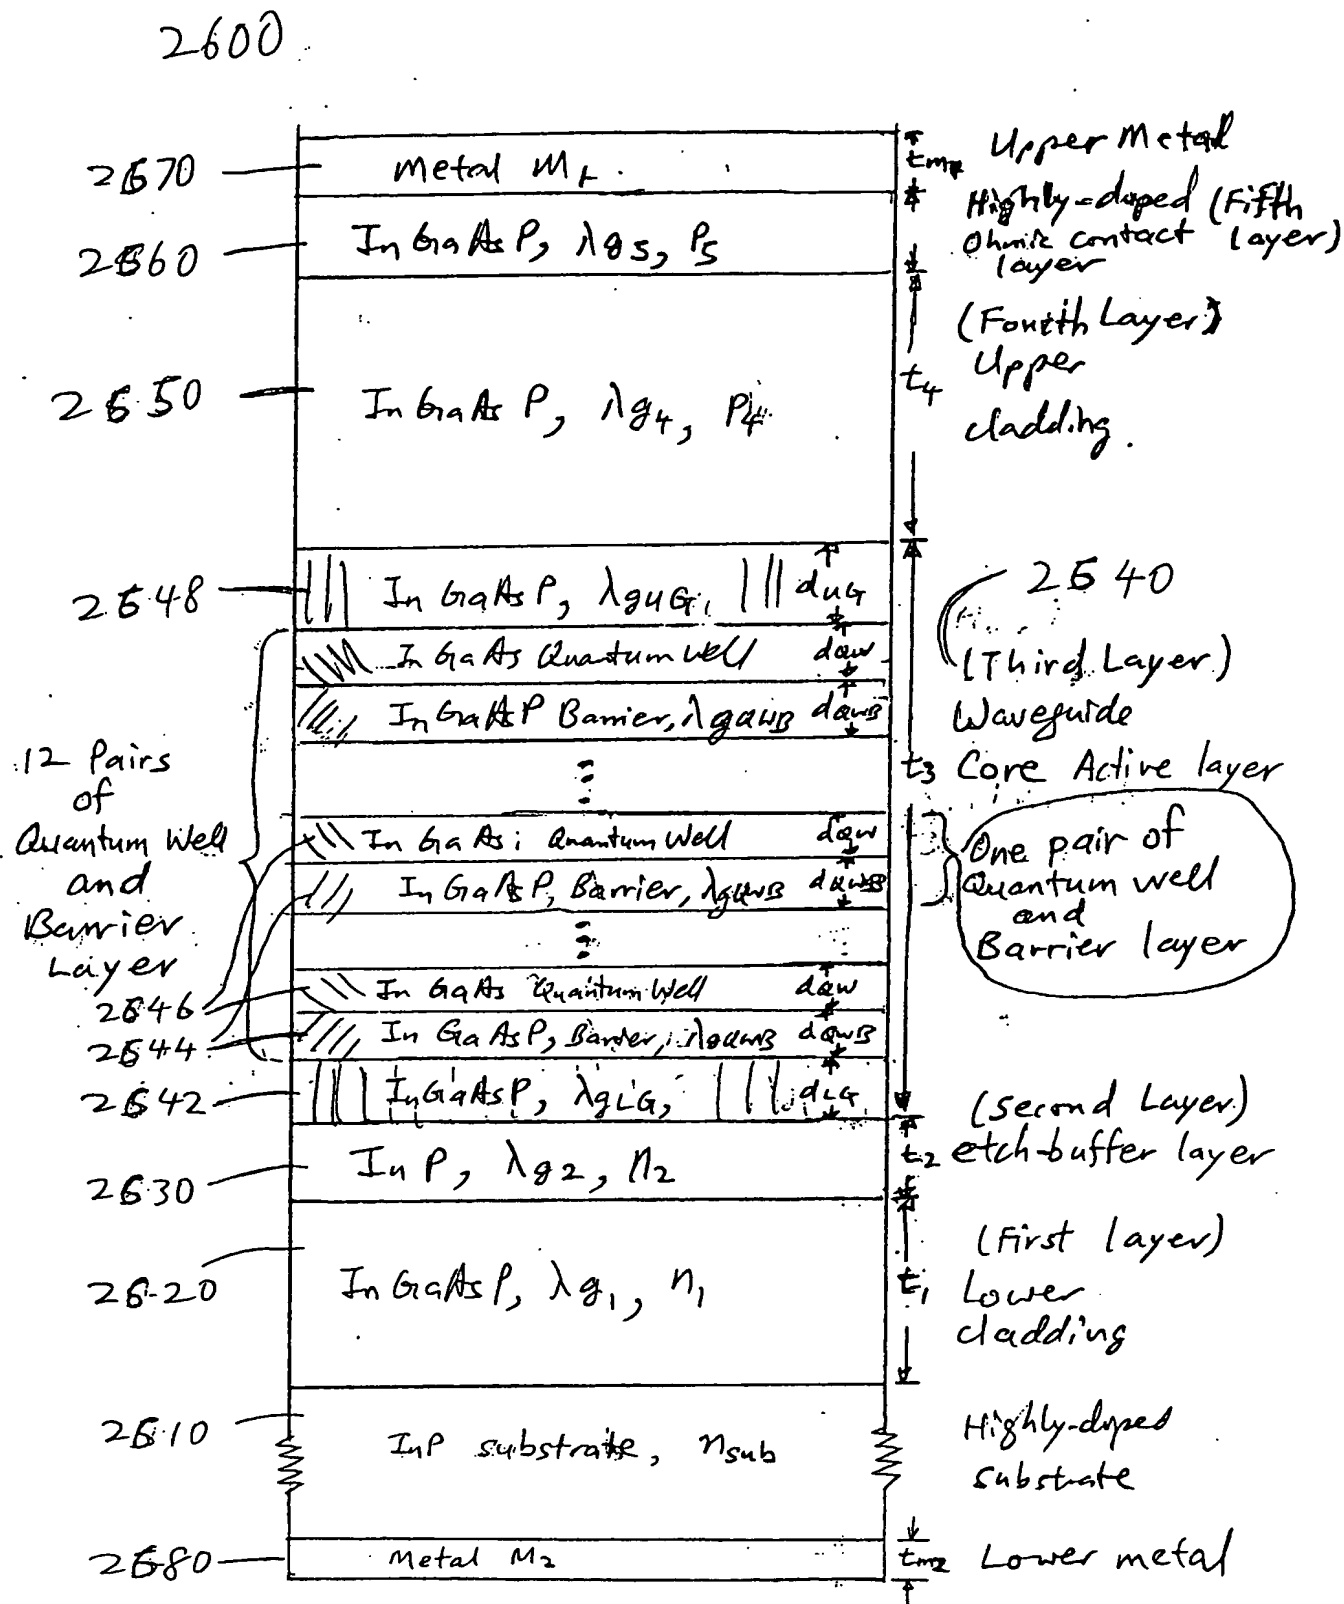 2600
2670
Metal M1
tm1
Upper Metal
2660
InGaAsP, λg5, P5
Highly-doped (Fifth
Ohmic contact layer)
layer
2650
InGaAsP, λg4, P4
t4
(Fourth Layer)
Upper
cladding.
2648
InGaAsP, λguG,
duG
2640
InGaAs Quantum well
dQW
(Third Layer)
InGaAsP Barrier, λgQWB
dQWB
Waveguide
t3
Core Active layer
12 Pairs
of
Quantum Well
and
Barrier
Layer
InGaAs; Quantum Well
dQW
InGaAsP, Barrier, λgQWB
dQWB
One pair of
Quantum well
and
Barrier layer
2646
InGaAs Quantum Well
dQW
2644
InGaAsP, Barrier, λgQWB
dQWB
2642
InGaAsP, λgLG,
dLG
2630
InP, λg2, n2
t2
(Second Layer)
etch-buffer layer
2620
InGaAsP, λg1, n1
t1
(First layer)
Lower
cladding
2610
InP substrate, nsub
Highly-doped
substrate
2680
Metal M2
tm2
Lower metal